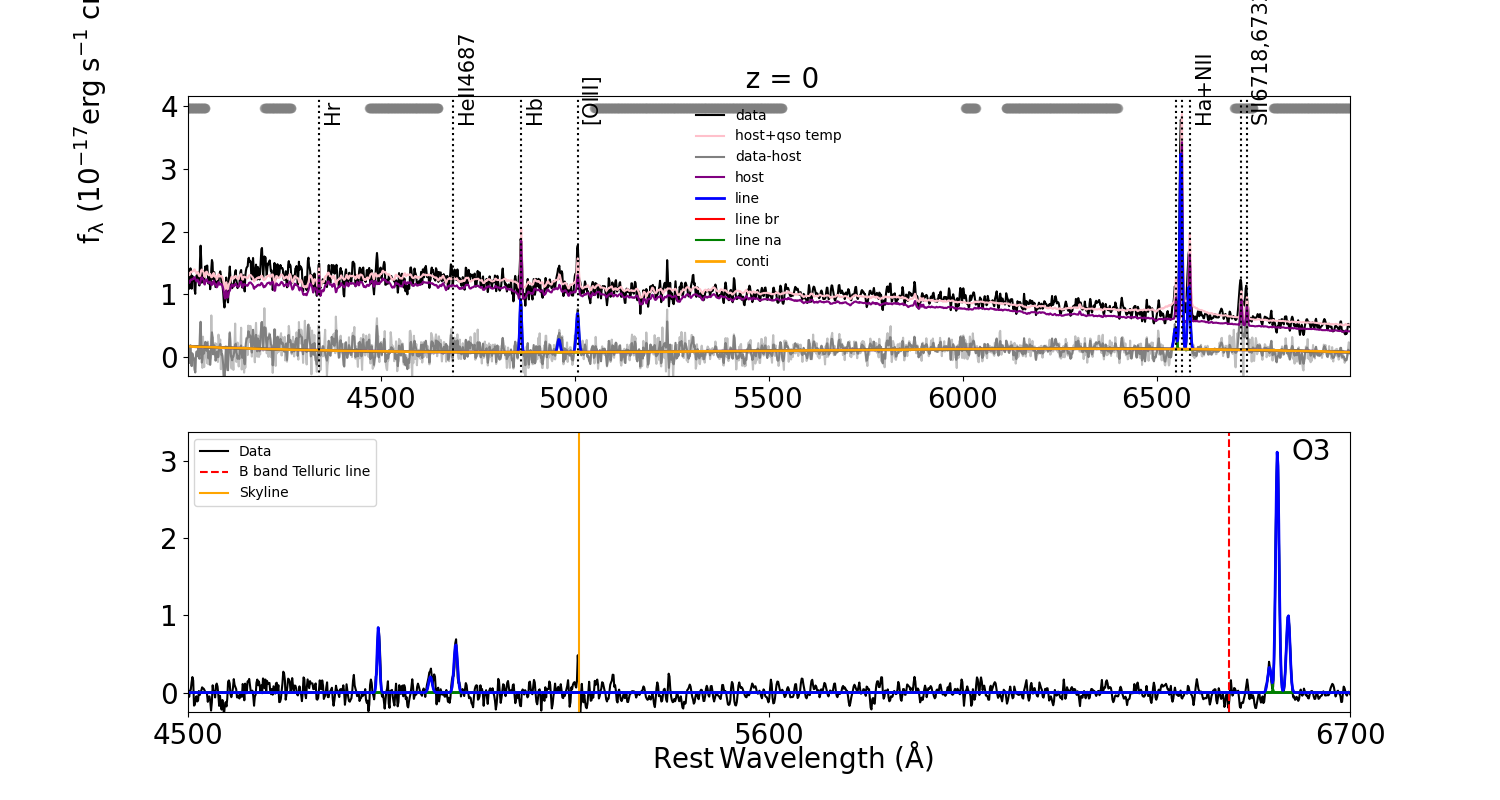 z = 0
fλ (10−17erg s−1
Hr
HeII4687
Hb
[OIII]
Ha+NII
SII6718,673
4
3
2
1
0
data
host+qso temp
data-host
host
line
line br
line na
conti
4500 5000 5500 6000 6500
Data
B band Telluric line
Skyline
O3
3
2
1
0
4500 5600 6700
Rest Wavelength (Å)